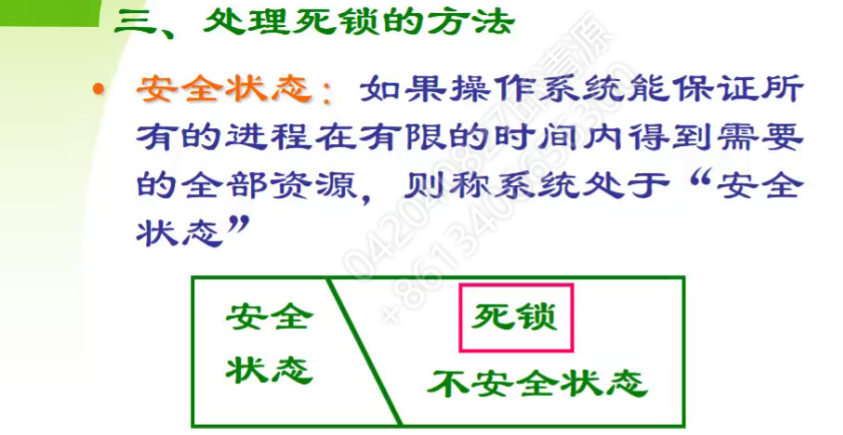 三、处理死锁的方法
• 安全状态：如果操作系统能保证所
有的进程在有限的时间内得到需要
的全部资源，则称系统处于“安全
状态”
安全
状态
死锁
不安全状态